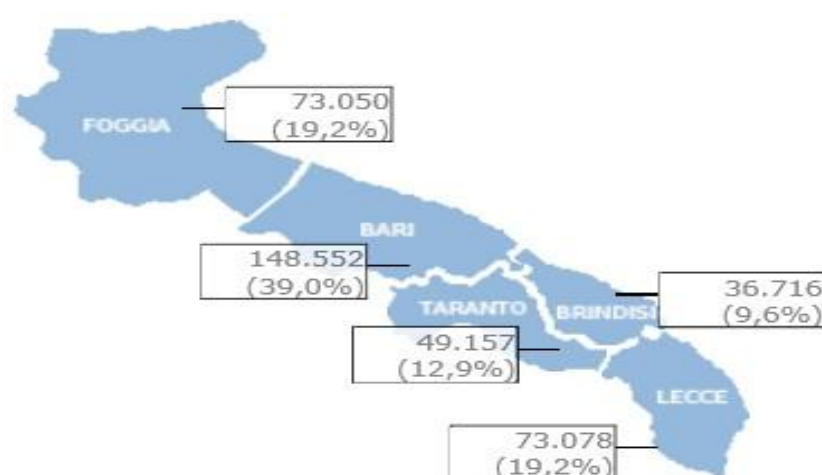 FOGGIA
73.050
(19,2%)
BARI
148.552
(39,0%)
TARANTO
49.157
(12,9%)
BRINDISI
36.716
(9,6%)
LECCE
73.078
(19,2%)